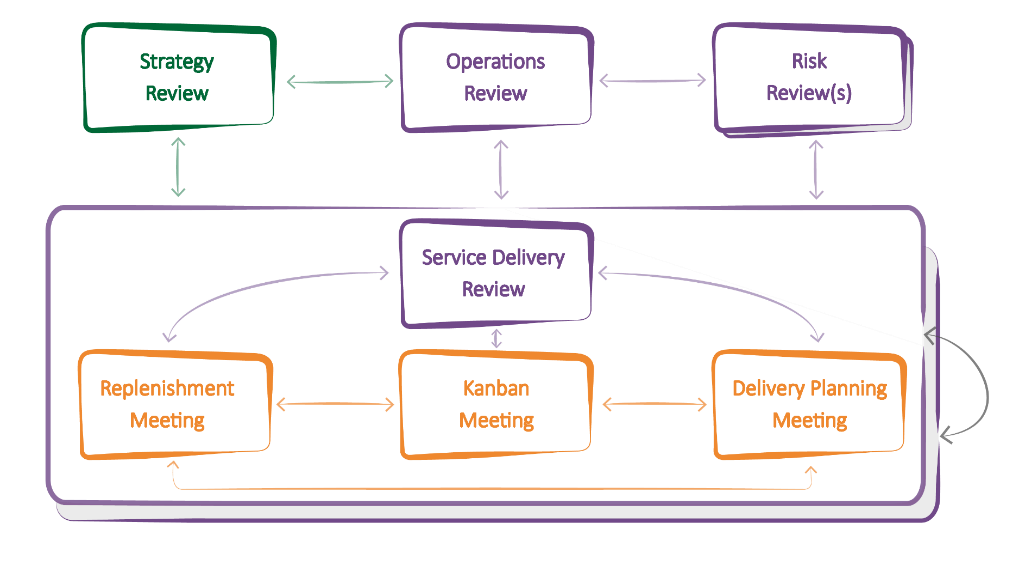 Strategy
Review
Operations
Review
Risk
Review(s)
Service Delivery
Review
Replenishment
Meeting
Kanban
Meeting
Delivery Planning
Meeting